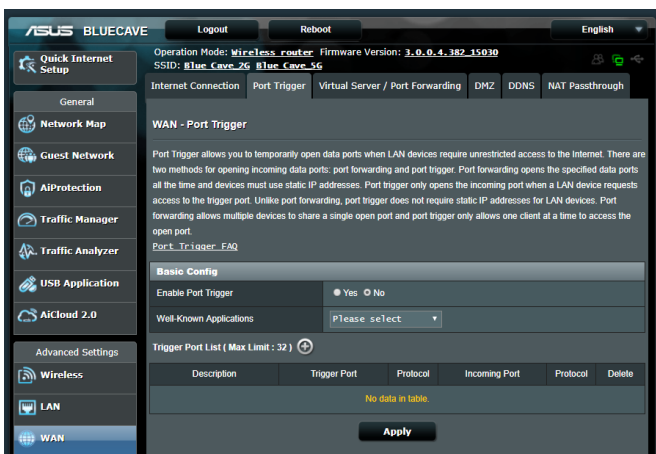 ASUS BLUECAVE
Logout
Reboot
English
Quick Internet
Setup
General
Network Map
Guest Network
AiProtection
Traffic Manager
Traffic Analyzer
USB Application
AiCloud 2.0
Advanced Settings
Wireless
LAN
WAN
Operation Mode: Wireless router Firmware Version: 3.0.0.4.382_15030
SSID: Blue Cave_2G Blue Cave_5G
Internet Connection Port Trigger Virtual Server / Port Forwarding DMZ DDNS NAT Passthrough
WAN - Port Trigger
Port Trigger allows you to temporarily open data ports when LAN devices require unrestricted access to the Internet. There are
two methods for opening incoming data ports: port forwarding and port trigger. Port forwarding opens the specified data ports
all the time and devices must use static IP addresses. Port trigger only opens the incoming port when a LAN device requests
access to the trigger port. Unlike port forwarding, port trigger does not require static IP addresses for LAN devices. Port
forwarding allows multiple devices to share a single open port and port trigger only allows one client at a time to access the
open port.
Port Trigger FAQ
Basic Config
Enable Port Trigger Yes No
Well-Known Applications Please select
Trigger Port List ( Max Limit : 32 )
Description Trigger Port Protocol Incoming Port Protocol Delete
No data in table.
Apply